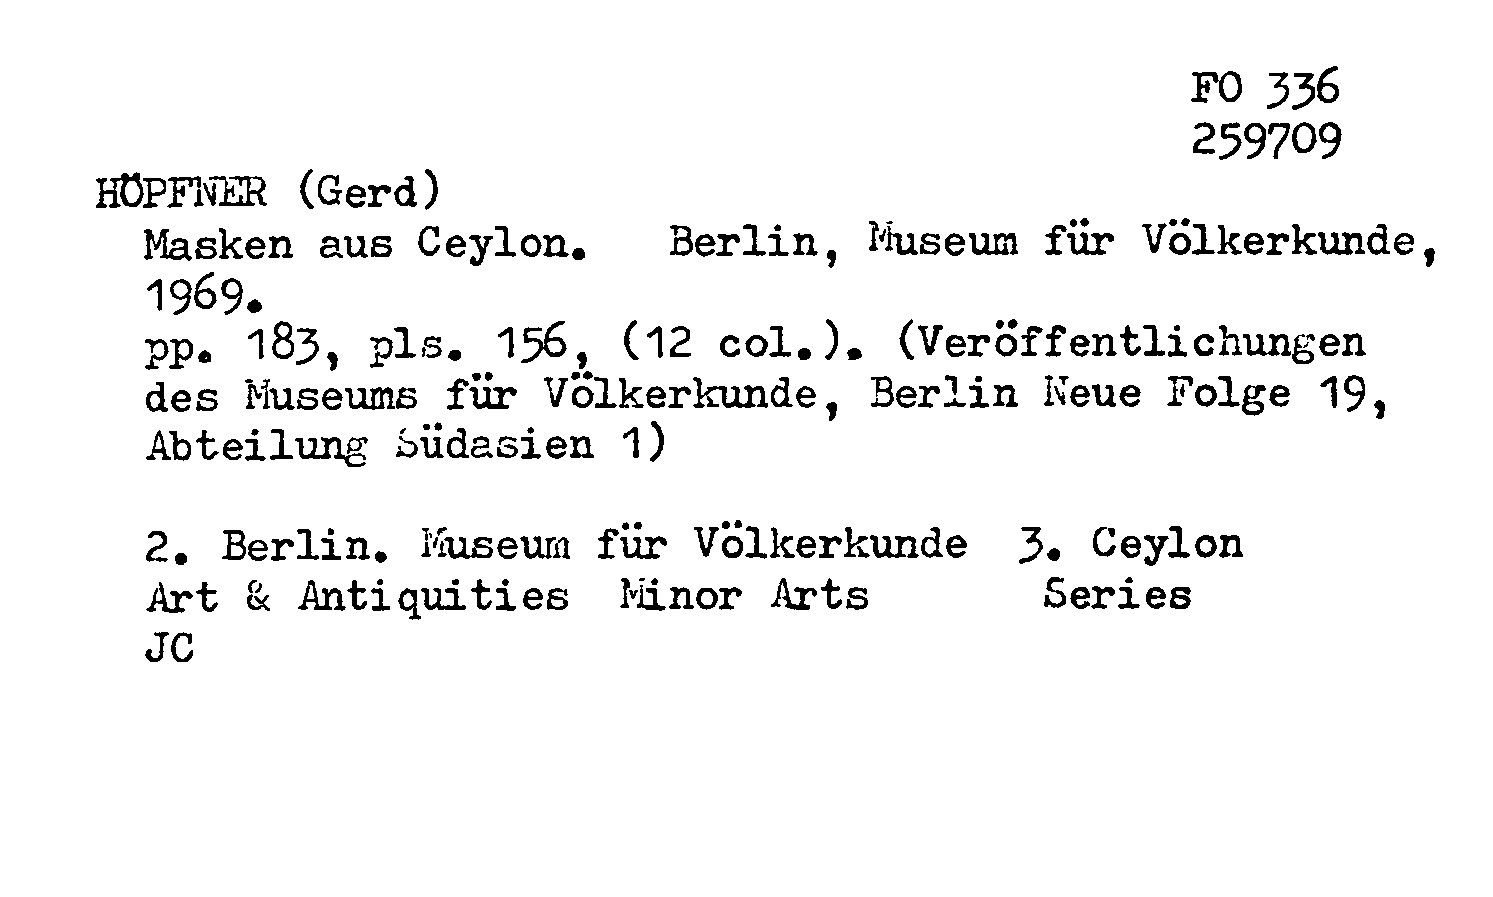 FO 336
259709
HÖPFNER (Gerd)
Masken aus Ceylon. Berlin, Museum für Völkerkunde,
1969.
pp. 183, pls. 156, (12 col.). (Veröffentlichungen
des Museums für Völkerkunde, Berlin Neue Folge 19,
Abteilung Südasien 1)
2. Berlin. Museum für Völkerkunde 3. Ceylon
Art & Antiquities Minor Arts Series
JC